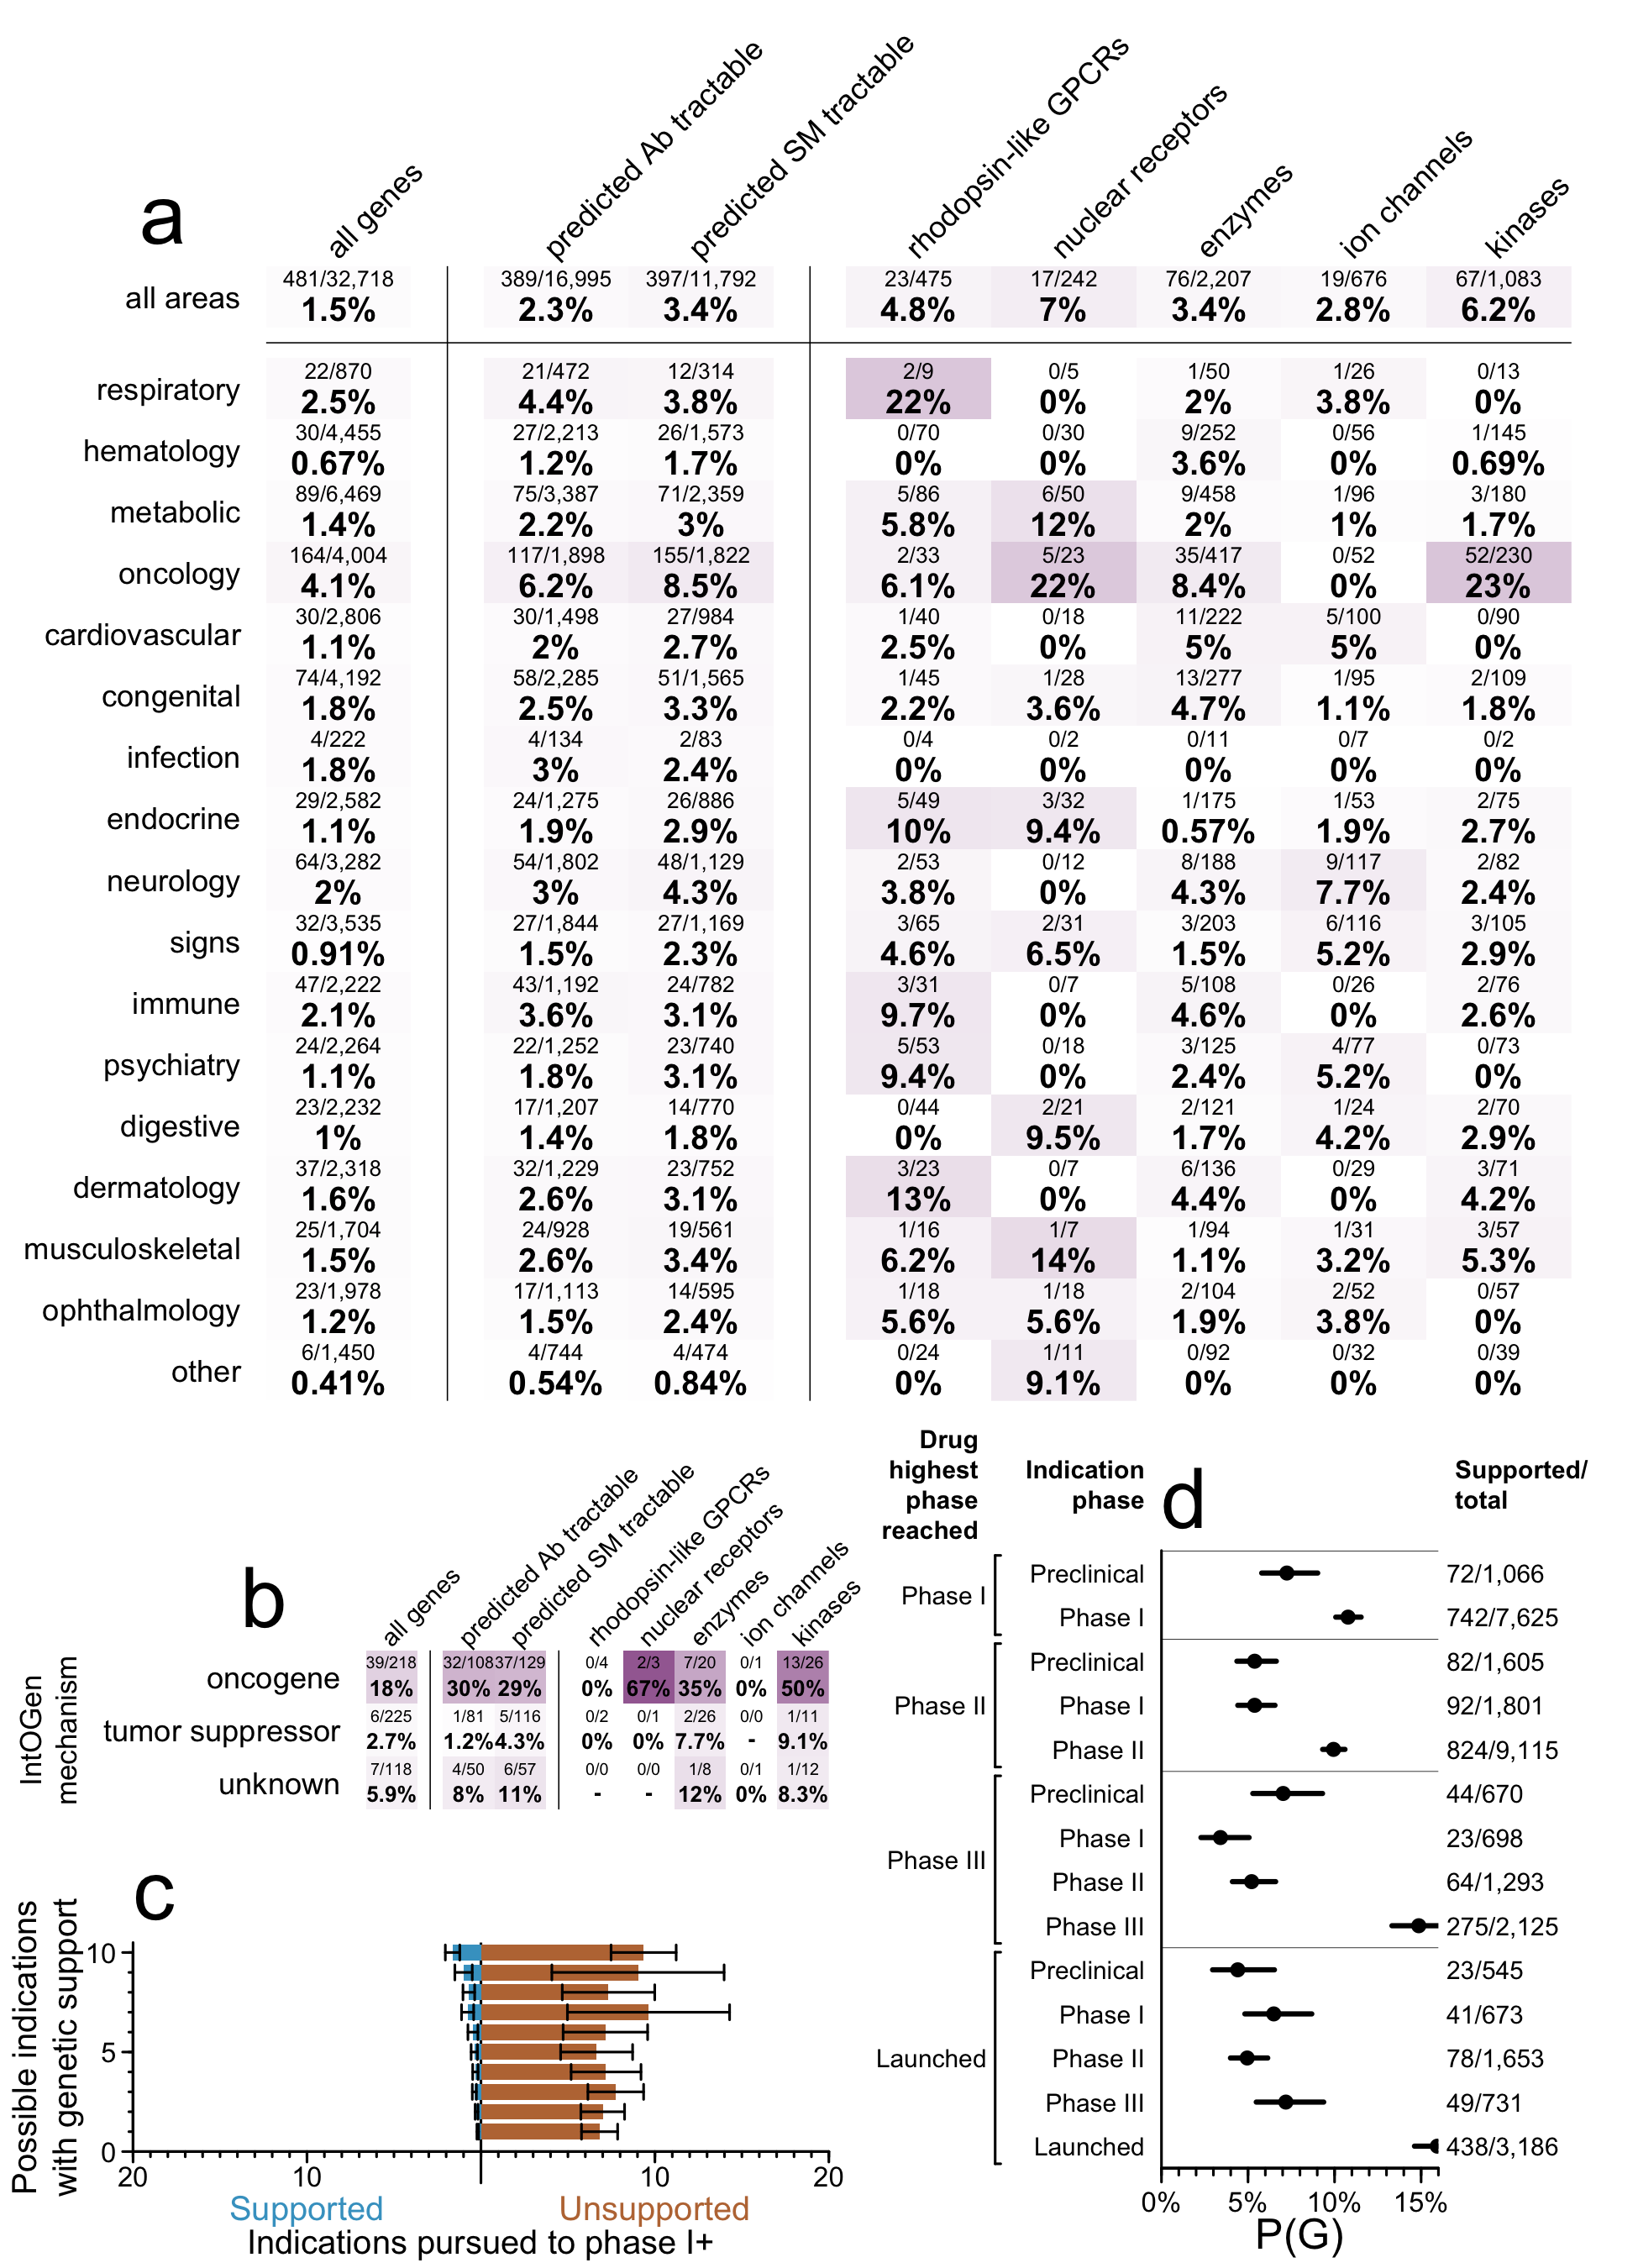 a
all genes
predicted Ab tractable
predicted SM tractable
rhodopsin-like GPCRs
nuclear receptors
enzymes
ion channels
kinases
481/32,718 389/16,995 397/11,792 23/475 17/242 76/2,207 19/676 67/1,083
all areas 1.5% 2.3% 3.4% 4.8% 7% 3.4% 2.8% 6.2%
22/870 21/472 12/314 2/9 0/5 1/50 1/26 0/13
respiratory 2.5% 4.4% 3.8% 22% 0% 2% 3.8% 0%
30/4,455 27/2,213 26/1,573 0/70 0/30 9/252 0/56 1/145
hematology 0.67% 1.2% 1.7% 0% 0% 3.6% 0% 0.69%
89/6,469 75/3,387 71/2,359 5/86 6/50 9/458 1/96 3/180
metabolic 1.4% 2.2% 3% 5.8% 12% 2% 1% 1.7%
164/4,004 117/1,898 155/1,822 2/33 5/23 35/417 0/52 52/230
oncology 4.1% 6.2% 8.5% 6.1% 22% 8.4% 0% 23%
30/2,806 30/1,498 27/984 1/40 0/18 11/222 5/100 0/90
cardiovascular 1.1% 2% 2.7% 2.5% 0% 5% 5% 0%
74/4,192 58/2,285 51/1,565 1/45 1/28 13/277 1/95 2/109
congenital 1.8% 2.5% 3.3% 2.2% 3.6% 4.7% 1.1% 1.8%
4/222 4/134 2/83 0/4 0/2 0/11 0/7 0/2
infection 1.8% 3% 2.4% 0% 0% 0% 0% 0%
29/2,582 24/1,275 26/886 5/49 3/32 1/175 1/53 2/75
endocrine 1.1% 1.9% 2.9% 10% 9.4% 0.57% 1.9% 2.7%
64/3,282 54/1,802 48/1,129 2/53 0/12 8/188 9/117 2/82
neurology 2% 3% 4.3% 3.8% 0% 4.3% 7.7% 2.4%
32/3,535 27/1,844 27/1,169 3/65 2/31 3/203 6/116 3/105
signs 0.91% 1.5% 2.3% 4.6% 6.5% 1.5% 5.2% 2.9%
47/2,222 43/1,192 24/782 3/31 0/7 5/108 0/26 2/76
immune 2.1% 3.6% 3.1% 9.7% 0% 4.6% 0% 2.6%
24/2,264 22/1,252 23/740 5/53 0/18 3/125 4/77 0/73
psychiatry 1.1% 1.8% 3.1% 9.4% 0% 2.4% 5.2% 0%
23/2,232 17/1,207 14/770 0/44 2/21 2/121 1/24 2/70
digestive 1% 1.4% 1.8% 0% 9.5% 1.7% 4.2% 2.9%
37/2,318 32/1,229 23/752 3/23 0/7 6/136 0/29 3/71
dermatology 1.6% 2.6% 3.1% 13% 0% 4.4% 0% 4.2%
25/1,704 24/928 19/561 1/16 1/7 1/94 1/31 3/57
musculoskeletal 1.5% 2.6% 3.4% 6.2% 14% 1.1% 3.2% 5.3%
23/1,978 17/1,113 14/595 1/18 1/18 2/104 2/52 0/57
ophthalmology 1.2% 1.5% 2.4% 5.6% 5.6% 1.9% 3.8% 0%
6/1,450 4/744 4/474 0/24 1/11 0/92 0/32 0/39
other 0.41% 0.54% 0.84% 0% 9.1% 0% 0% 0%
b
all genes
predicted Ab tractable
predicted SM tractable
rhodopsin-like GPCRs
nuclear receptors
enzymes
ion channels
kinases
IntOGen
mechanism
39/218 32/108 37/129 0/4 2/3 7/20 0/1 13/26
oncogene 18% 30% 29% 0% 67% 35% 0% 50%
6/225 1/81 5/116 0/2 0/1 2/26 0/0 1/11
tumor suppressor 2.7% 1.2% 4.3% 0% 0% 7.7% - 9.1%
7/118 4/50 6/57 0/0 0/0 1/8 0/1 1/12
unknown 5.9% 8% 11% - - 12% 0% 8.3%
c
Possible indications
with genetic support
10
5
0
20 10 10 20
Supported Unsupported
Indications pursued to phase I+
d
Drug
highest
phase
reached
Indication
phase
Supported/
total
Phase I
Preclinical 72/1,066
Phase I 742/7,625
Phase II
Preclinical 82/1,605
Phase I 92/1,801
Phase II 824/9,115
Phase III
Preclinical 44/670
Phase I 23/698
Phase II 64/1,293
Phase III 275/2,125
Launched
Preclinical 23/545
Phase I 41/673
Phase II 78/1,653
Phase III 49/731
Launched 438/3,186
0% 5% 10% 15%
P(G)